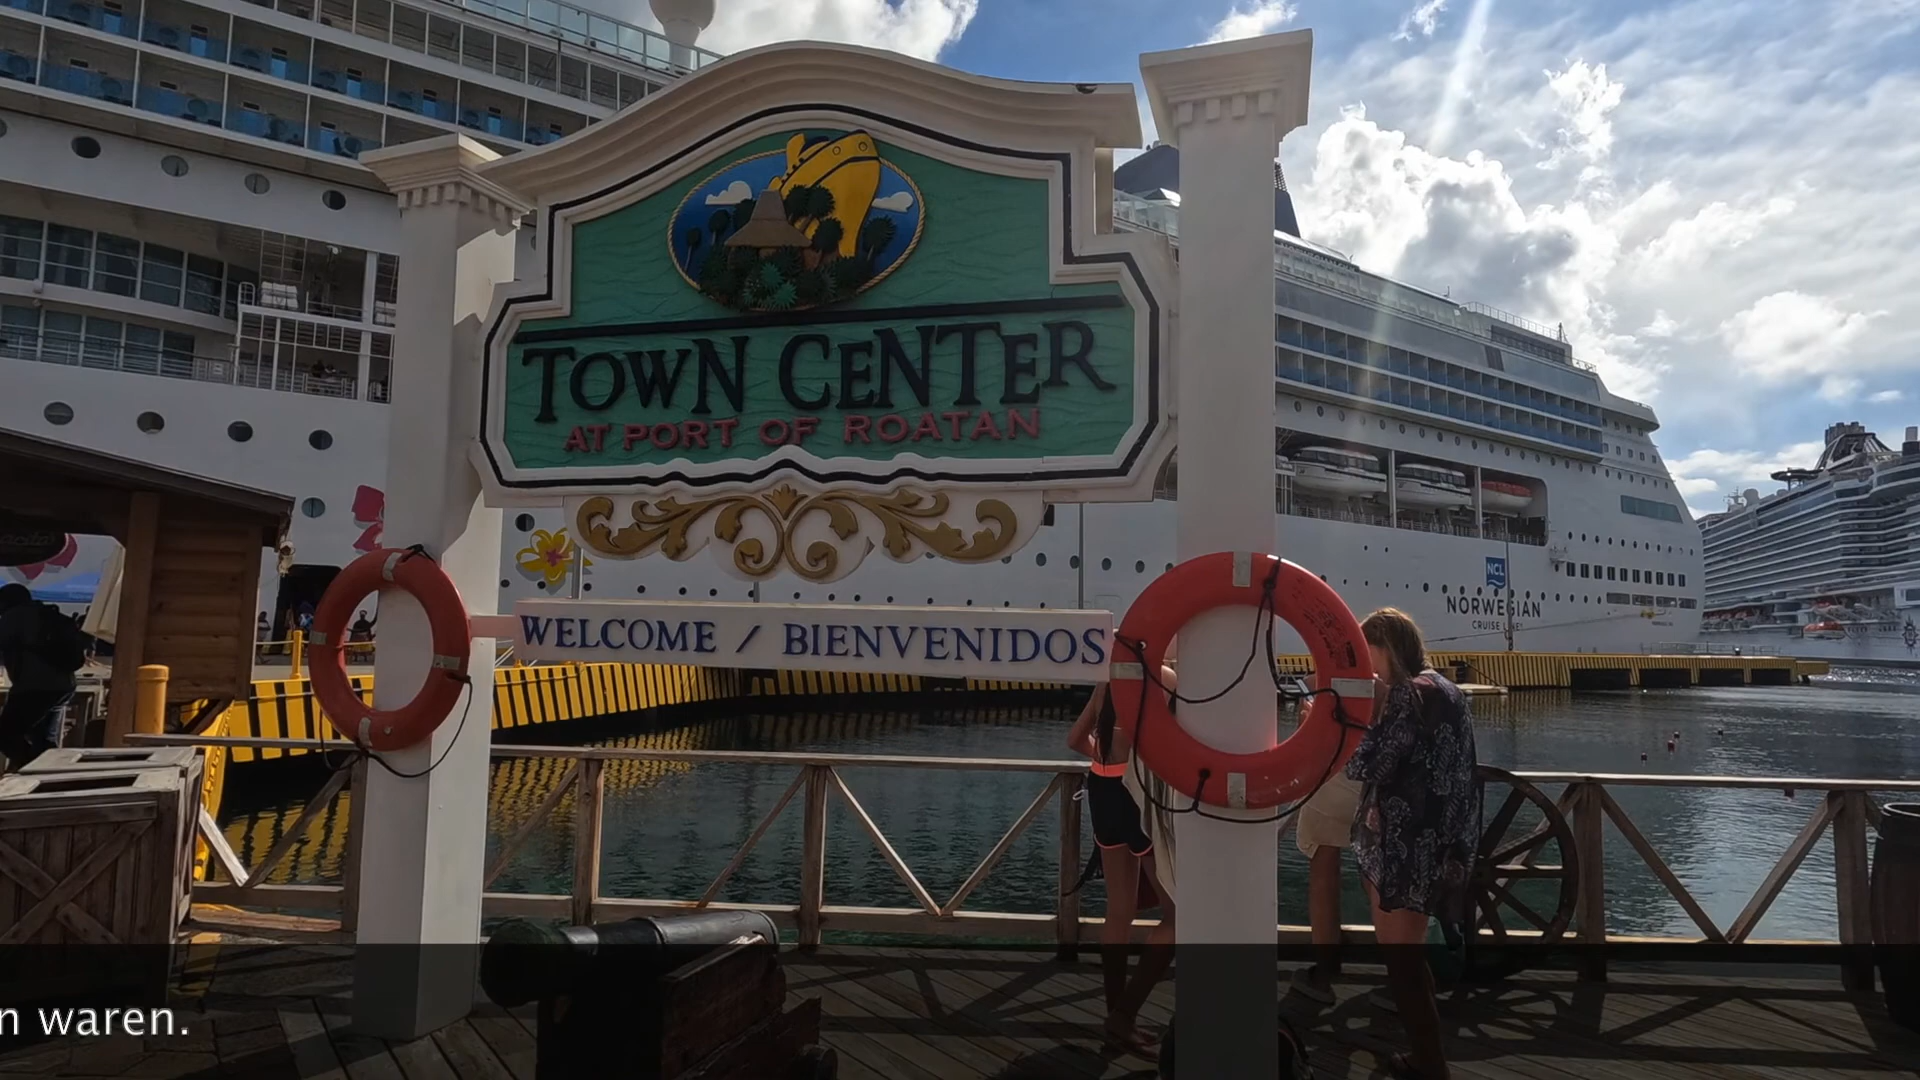 TOWN CENTER
AT PORT OF ROATAN
WELCOME / BIENVENIDOS
NCL
NORWEGIAN
CRUISE LINE
n waren.